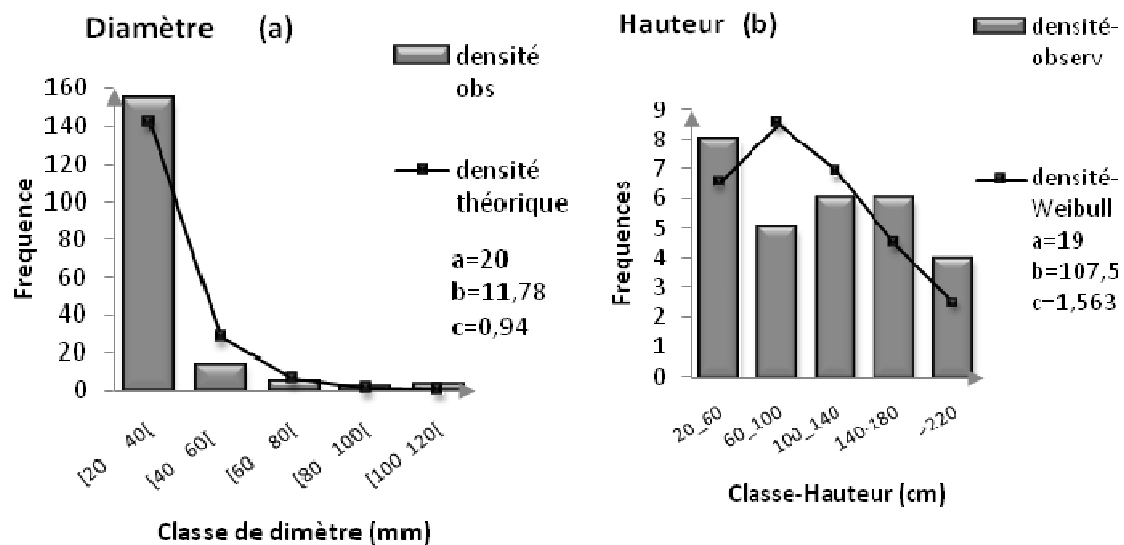 Diamètre (a)
densité
obs
160
140
120
100
80
60
40
20
0
Frequence
densité
théorique
a=20
b=11,78
c=0,94
[20 40[
[40 60[
[60 80[
[80 100[
[100 120[
Classe de dimètre (mm)
Hauteur (b)
densité-
observ
9
8
7
6
5
4
3
2
1
0
Frequences
densité-
Weibull
a=19
b=107,5
c=1,563
20_60
60_100
100_140
140-180
>220
Classe-Hauteur (cm)